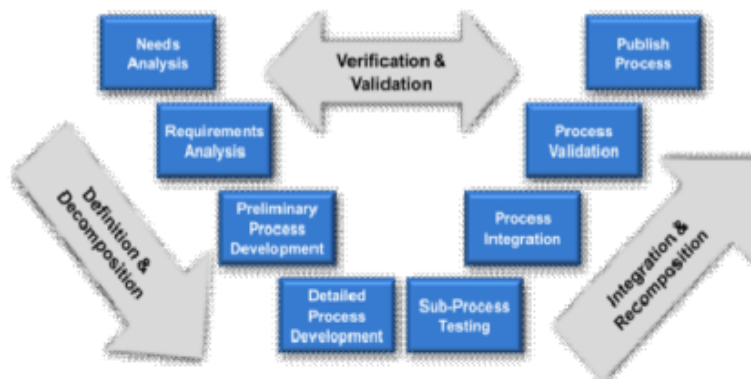 Needs
Analysis
Verification &
Validation
Publish
Process
Requirements
Analysis
Process
Validation
Definition &
Decomposition
Preliminary
Process
Development
Process
Integration
Integration &
Recomposition
Detailed
Process
Development
Sub-Process
Testing